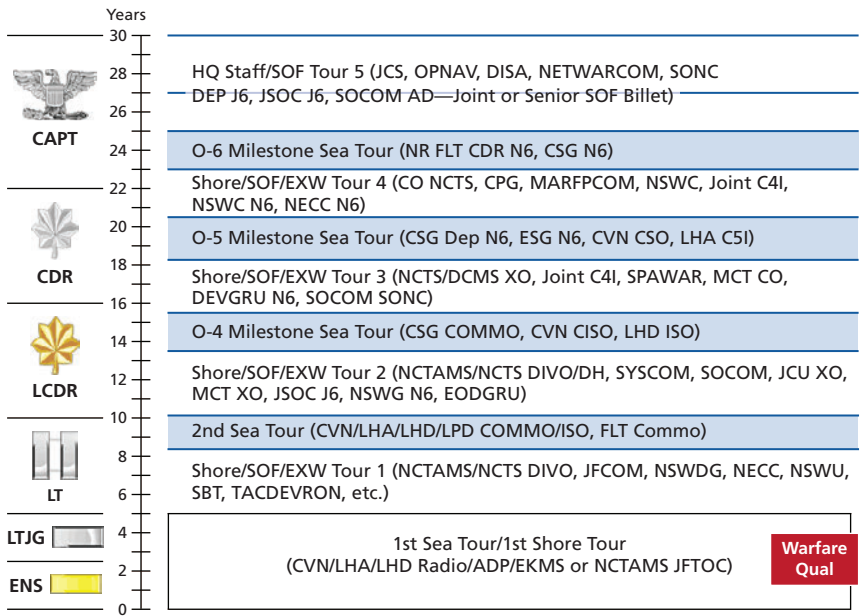 Years
30
28
HQ Staff/SOF Tour 5 (JCS, OPNAV, DISA, NETWARCOM, SONC
DEP J6, JSOC J6, SOCOM AD—Joint or Senior SOF Billet)
26
CAPT
24
O-6 Milestone Sea Tour (NR FLT CDR N6, CSG N6)
22
Shore/SOF/EXW Tour 4 (CO NCTS, CPG, MARFPCOM, NSWC, Joint C4I,
NSWC N6, NECC N6)
20
O-5 Milestone Sea Tour (CSG Dep N6, ESG N6, CVN CSO, LHA C5I)
18
CDR
Shore/SOF/EXW Tour 3 (NCTS/DCMS XO, Joint C4I, SPAWAR, MCT CO,
DEVGRU N6, SOCOM SONC)
16
14
O-4 Milestone Sea Tour (CSG COMMO, CVN CISO, LHD ISO)
12
LCDR
Shore/SOF/EXW Tour 2 (NCTAMS/NCTS DIVO/DH, SYSCOM, SOCOM, JCU XO,
MCT XO, JSOC J6, NSWG N6, EODGRU)
10
2nd Sea Tour (CVN/LHA/LHD/LPD COMMO/ISO, FLT Commo)
8
Shore/SOF/EXW Tour 1 (NCTAMS/NCTS DIVO, JFCOM, NSWDG, NECC, NSWU,
SBT, TACDEVRON, etc.)
LT
6
LTJG
4
1st Sea Tour/1st Shore Tour
(CVN/LHA/LHD Radio/ADP/EKMS or NCTAMS JFTOC)
Warfare
Qual
2
ENS
0